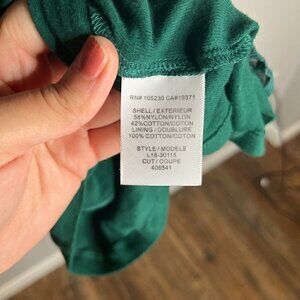 RN# 105230 CA#19371
SHELL / EXTERIEUR
58%NYLON/NYLON
42%COTTON/COTON
LINING / DOUBLURE
100% COTTON/COTON
STYLE / MODELE
L18-30115
CUT / COUPE
406541